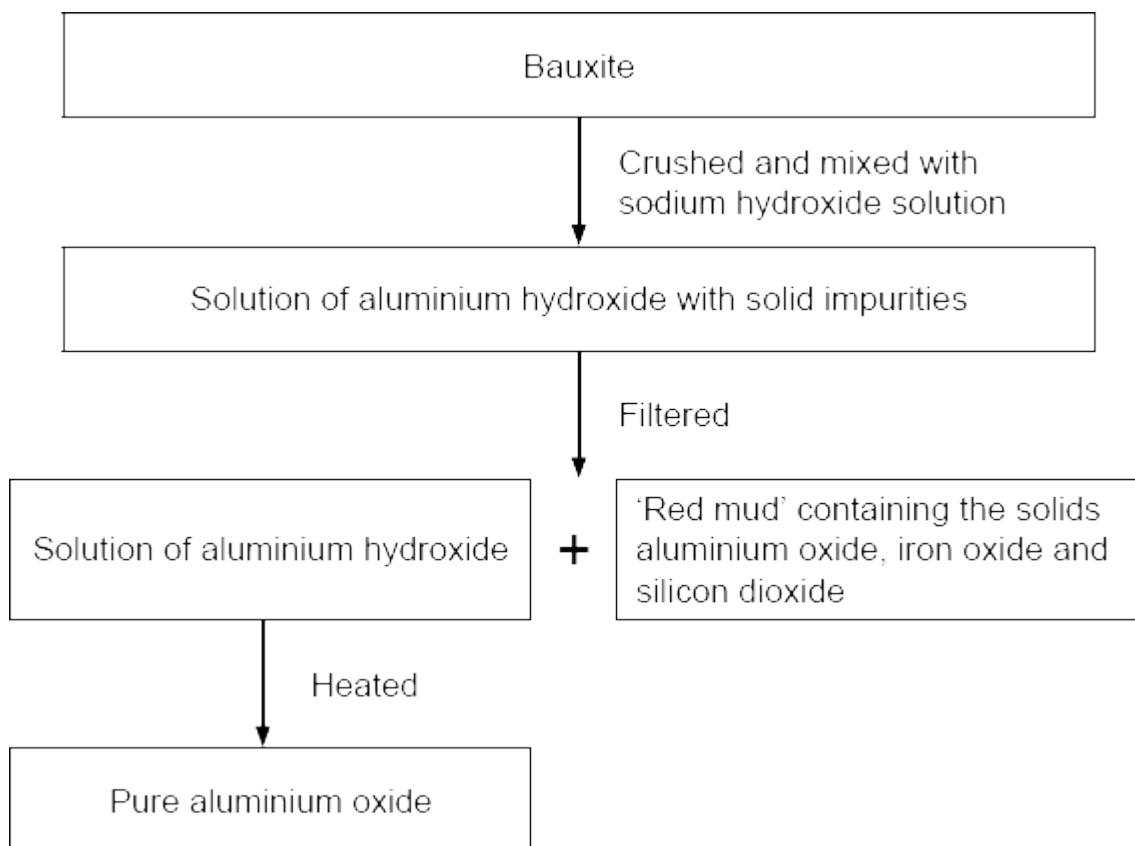 Bauxite
Crushed and mixed with
sodium hydroxide solution
Solution of aluminium hydroxide with solid impurities
Filtered
Solution of aluminium hydroxide
+
‘Red mud’ containing the solids
aluminium oxide, iron oxide and
silicon dioxide
Heated
Pure aluminium oxide